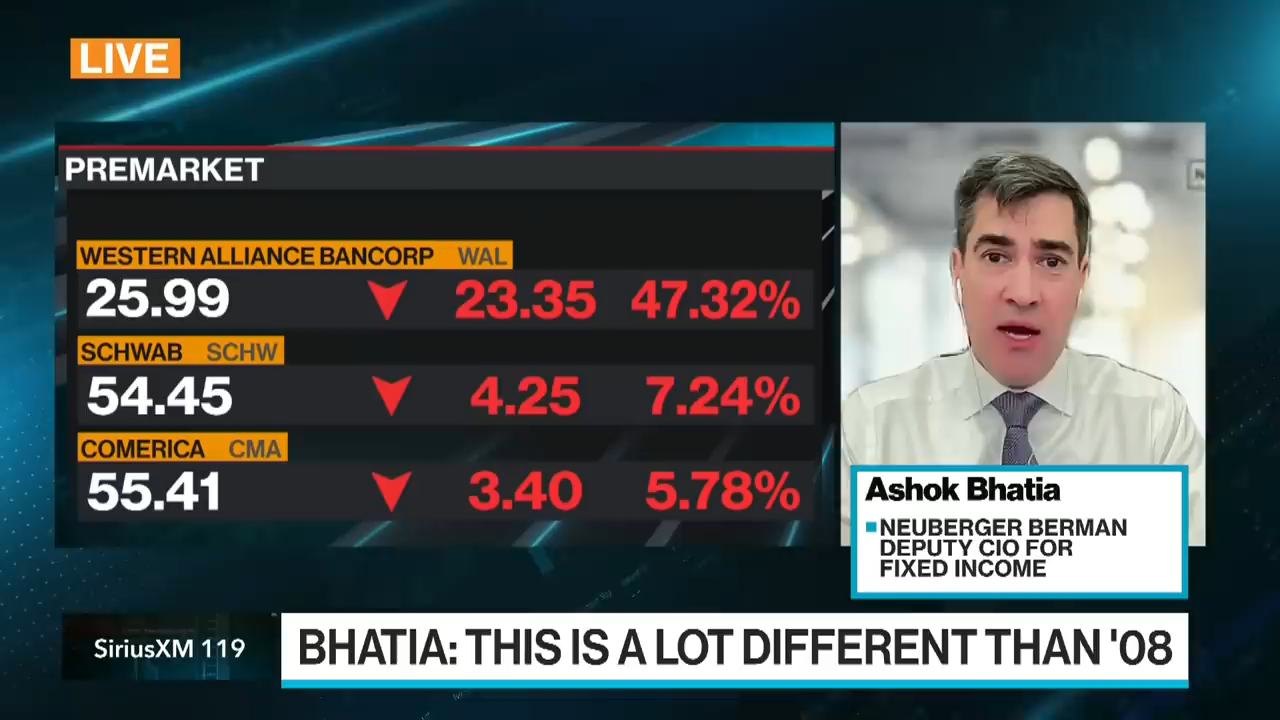 LIVE
PREMARKET
WESTERN ALLIANCE BANCORP WAL
25.99 ▼ 23.35 47.32%
SCHWAB SCHW
54.45 ▼ 4.25 7.24%
COMERICA CMA
55.41 ▼ 3.40 5.78%
Ashok Bhatia
NEUBERGER BERMAN
DEPUTY CIO FOR
FIXED INCOME
SiriusXM 119
BHATIA: THIS IS A LOT DIFFERENT THAN '08